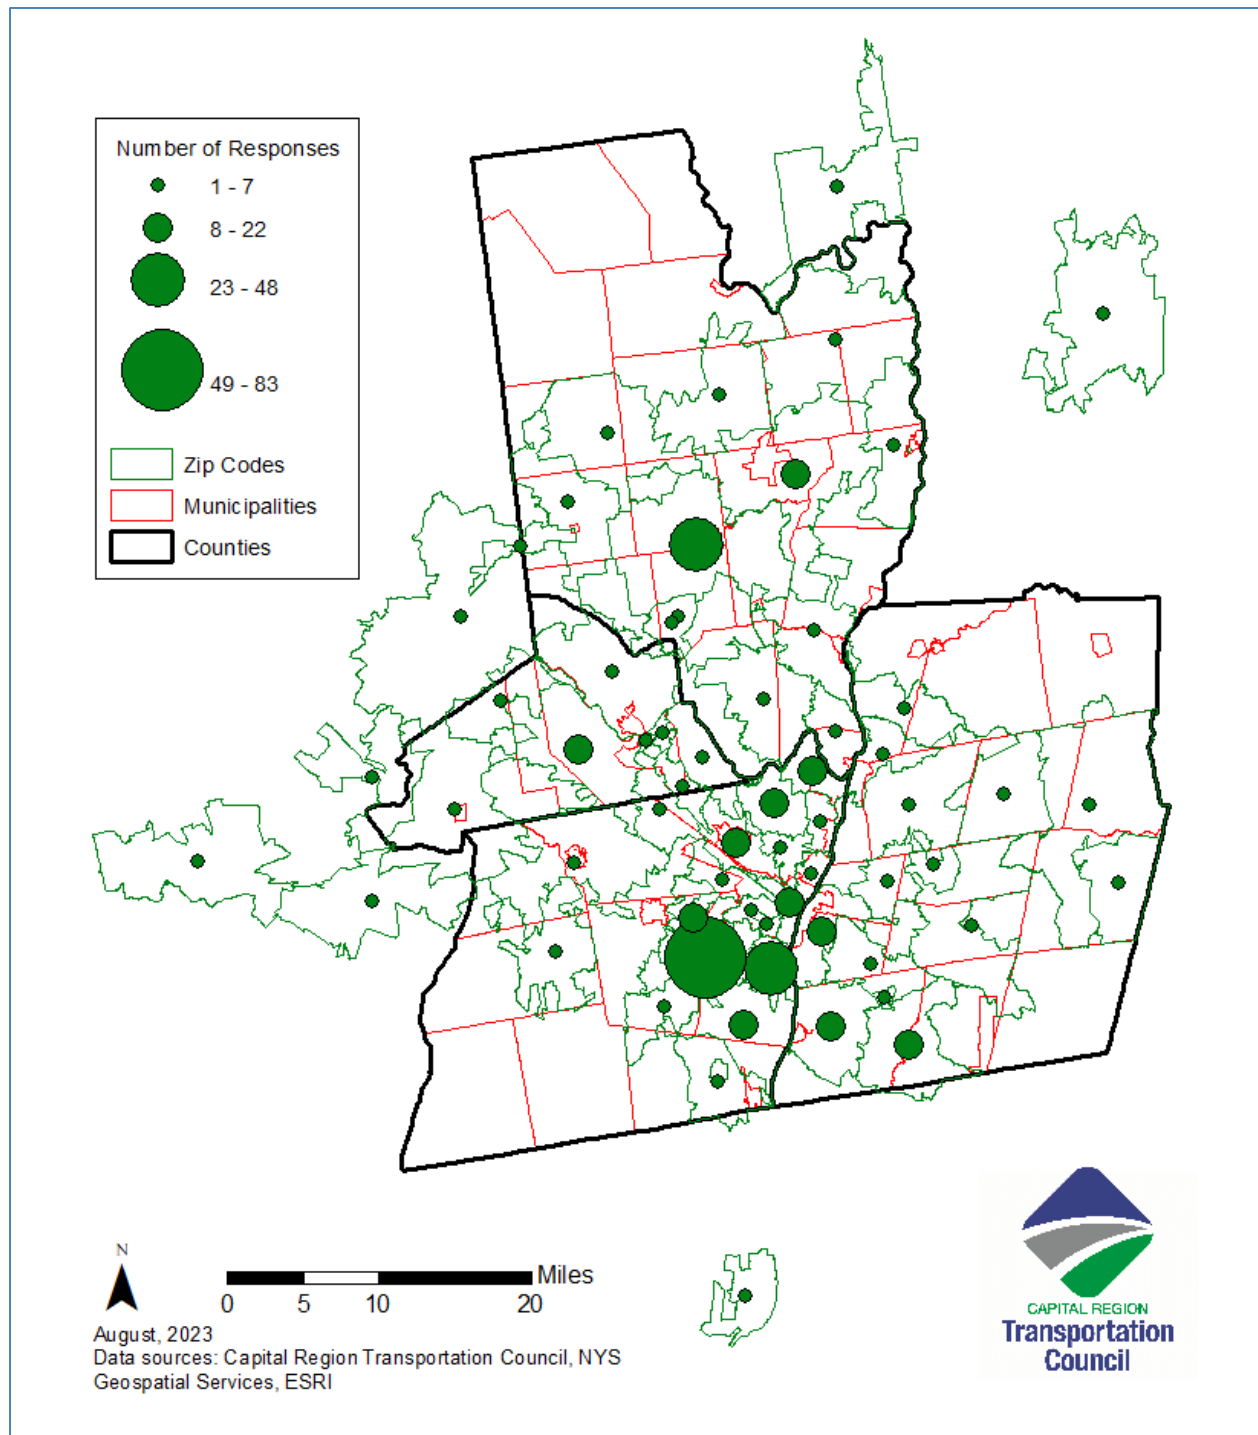 Number of Responses
1 - 7
8 - 22
23 - 48
49 - 83
Zip Codes
Municipalities
Counties
N
Miles
0 5 10 20
August, 2023
Data sources: Capital Region Transportation Council, NYS
Geospatial Services, ESRI
CAPITAL REGION
Transportation
Council